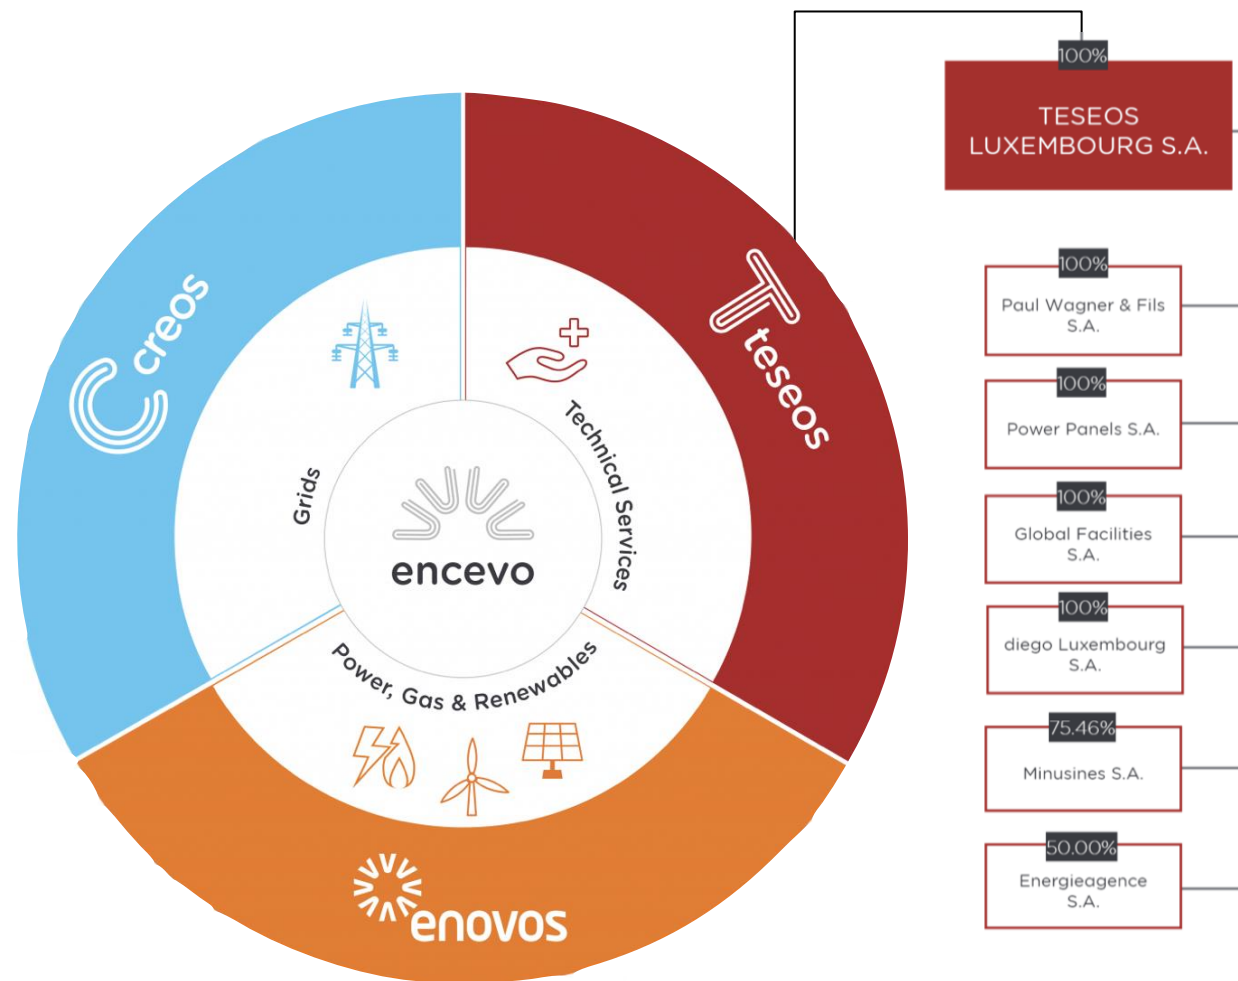 100%
TESEOS
LUXEMBOURG S.A.
creos
teseos
Grids
Technical Services
encevo
Power, Gas & Renewables
enovos
100%
Paul Wagner & Fils
S.A.
100%
Power Panels S.A.
100%
Global Facilities
S.A.
100%
diego Luxembourg
S.A.
75.46%
Minusines S.A.
50.00%
Energieagence
S.A.